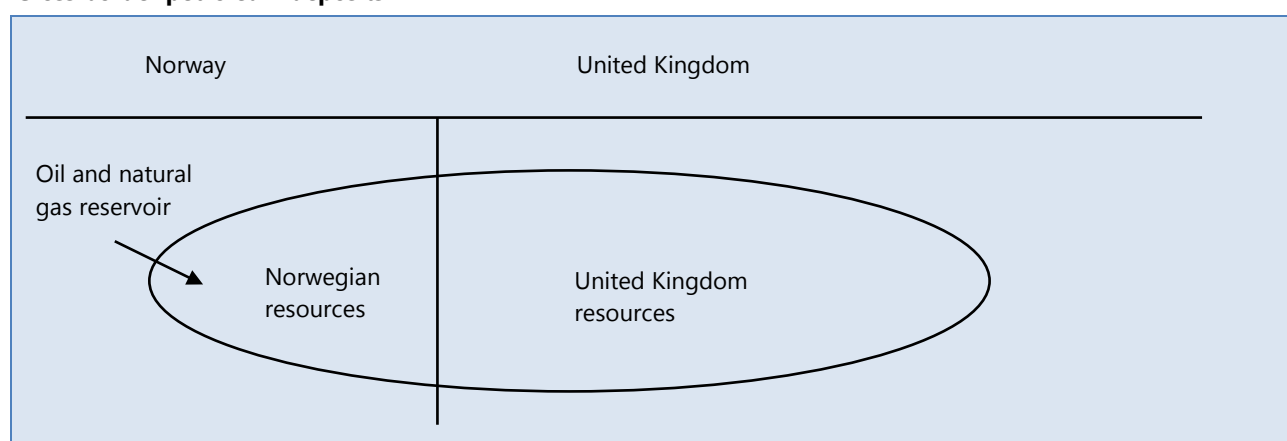 Norway
United Kingdom
Oil and natural
gas reservoir
Norwegian
resources
United Kingdom
resources